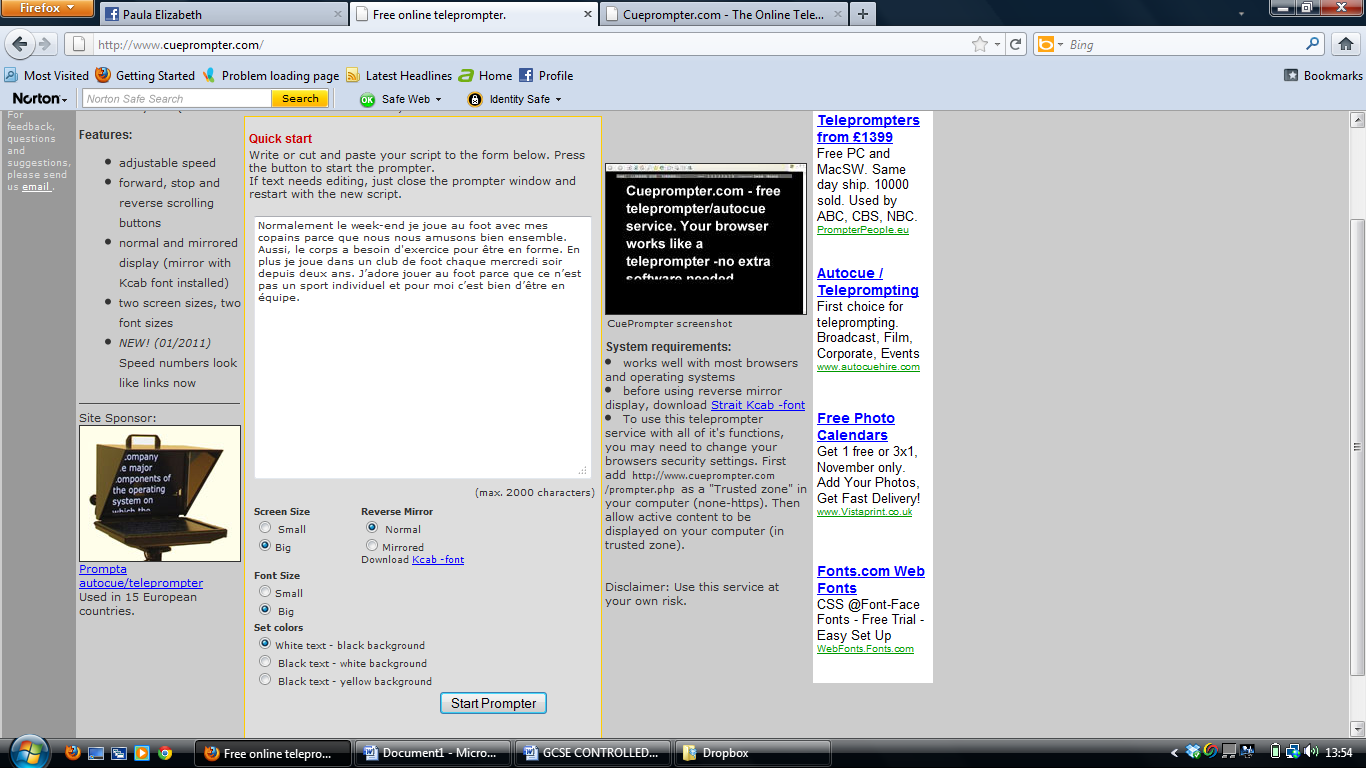 Firefox
Paula Elizabeth
Free online teleprompter.
Cueprompter.com - The Online Tele...
http://www.cueprompter.com/
Bing
Most Visited
Getting Started
Problem loading page
Latest Headlines
Home
Profile
Bookmarks
Norton
Norton Safe Search
Search
OK
Safe Web
Identity Safe
For
feedback,
questions
and
suggestions,
please send
us email .
Features:
adjustable speed
forward, stop and
reverse scrolling
buttons
normal and mirrored
display (mirror with
Kcab font installed)
two screen sizes, two
font sizes
NEW! (01/2011)
Speed numbers look
like links now
Site Sponsor:
company
he major
components of
the operating
system on
which the
Prompta
autocue/teleprompter
Used in 15 European
countries.
Quick start
Write or cut and paste your script to the form below. Press
the button to start the prompter.
If text needs editing, just close the prompter window and
restart with the new script.
Normalement le week-end je joue au foot avec mes
copains parce que nous nous amusons bien ensemble.
Aussi, le corps a besoin d'exercice pour être en forme. En
plus je joue dans un club de foot chaque mercredi soir
depuis deux ans. J’adore jouer au foot parce que ce n’est
pas un sport individuel et pour moi c’est bien d’être en
équipe.
(max. 2000 characters)
Screen Size
Small
Big
Reverse Mirror
Normal
Mirrored
Download Kcab -font
Font Size
Small
Big
Set colors
White text - black background
Black text - white background
Black text - yellow background
Start Prompter
Cueprompter.com - free
teleprompter/autocue
service. Your browser
works like a
teleprompter -no extra
software needed
CuePrompter screenshot
System requirements:
works well with most browsers
and operating systems
before using reverse mirror
display, download Strait Kcab -font
To use this teleprompter
service with all of it's functions,
you may need to change your
browsers security settings. First
add http://www.cueprompter.com
/prompter.php as a "Trusted zone" in
your computer (none-https). Then
allow active content to be
displayed on your computer (in
trusted zone).
Disclaimer: Use this service at
your own risk.
Teleprompters
from £1399
Free PC and
MacSW. Same
day ship. 10000
sold. Used by
ABC, CBS, NBC.
PrompterPeople.eu
Autocue /
Teleprompting
First choice for
teleprompting.
Broadcast, Film,
Corporate, Events
www.autocuehire.com
Free Photo
Calendars
Get 1 free or 3x1,
November only.
Add Your Photos,
Get Fast Delivery!
www.Vistaprint.co.uk
Fonts.com Web
Fonts
CSS @Font-Face
Fonts - Free Trial -
Easy Set Up
WebFonts.Fonts.com
Free online telepro...
Document1 - Micro...
GCSE CONTROLLED...
Dropbox
13:54